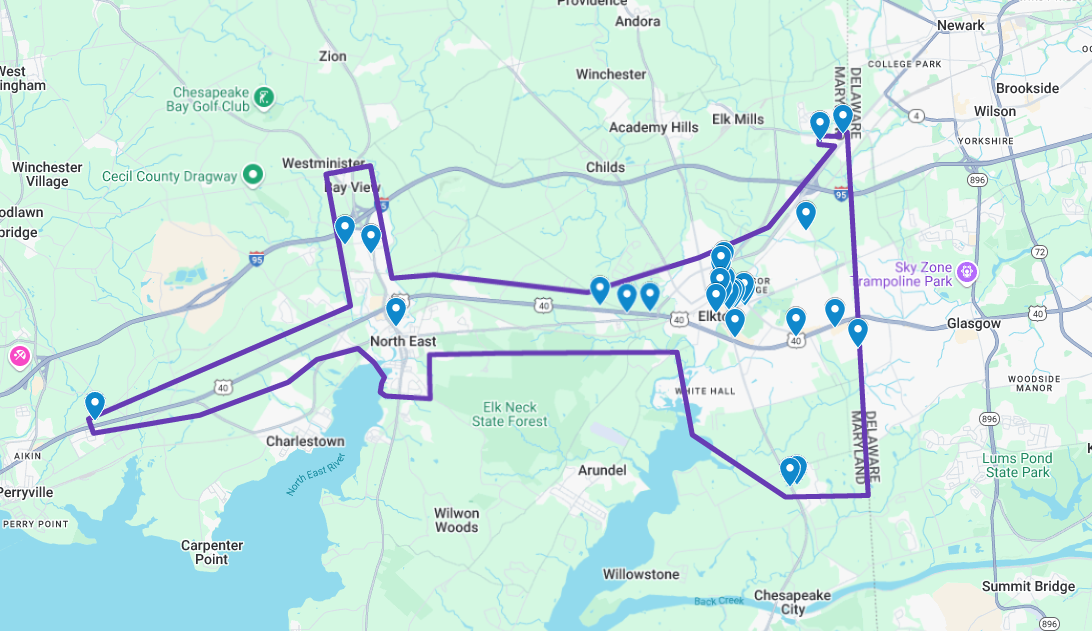 Providence
Andora
Newark
Zion
COLLEGE PARK
West
ingham
Winchester
DELAWARE
Chesapeake
Bay Golf Club
Brookside
Wilson
4
Elk Mills
Academy Hills
YORKSHIRE
Westminister
Winchester
Village
Cecil County Dragway
Childs
896
Bay View
95
95
odlawn
bridge
72
95
Sky Zone
Trampoline Park
40
40
Elkto
40
40
Glasgow
North East
40
WOODSIDE
MANOR
40
WHITE HALL
Elk Neck
State Forest
896
DELAWARE
MARYLAND
Charlestown
AIKIN
North East River
Arundel
Lums Pond
State Park
Perryville
PERRY POINT
Wilwon
Woods
Carpenter
Point
Willowstone
Summit Bridge
Back Creek
Chesapeake
City
896